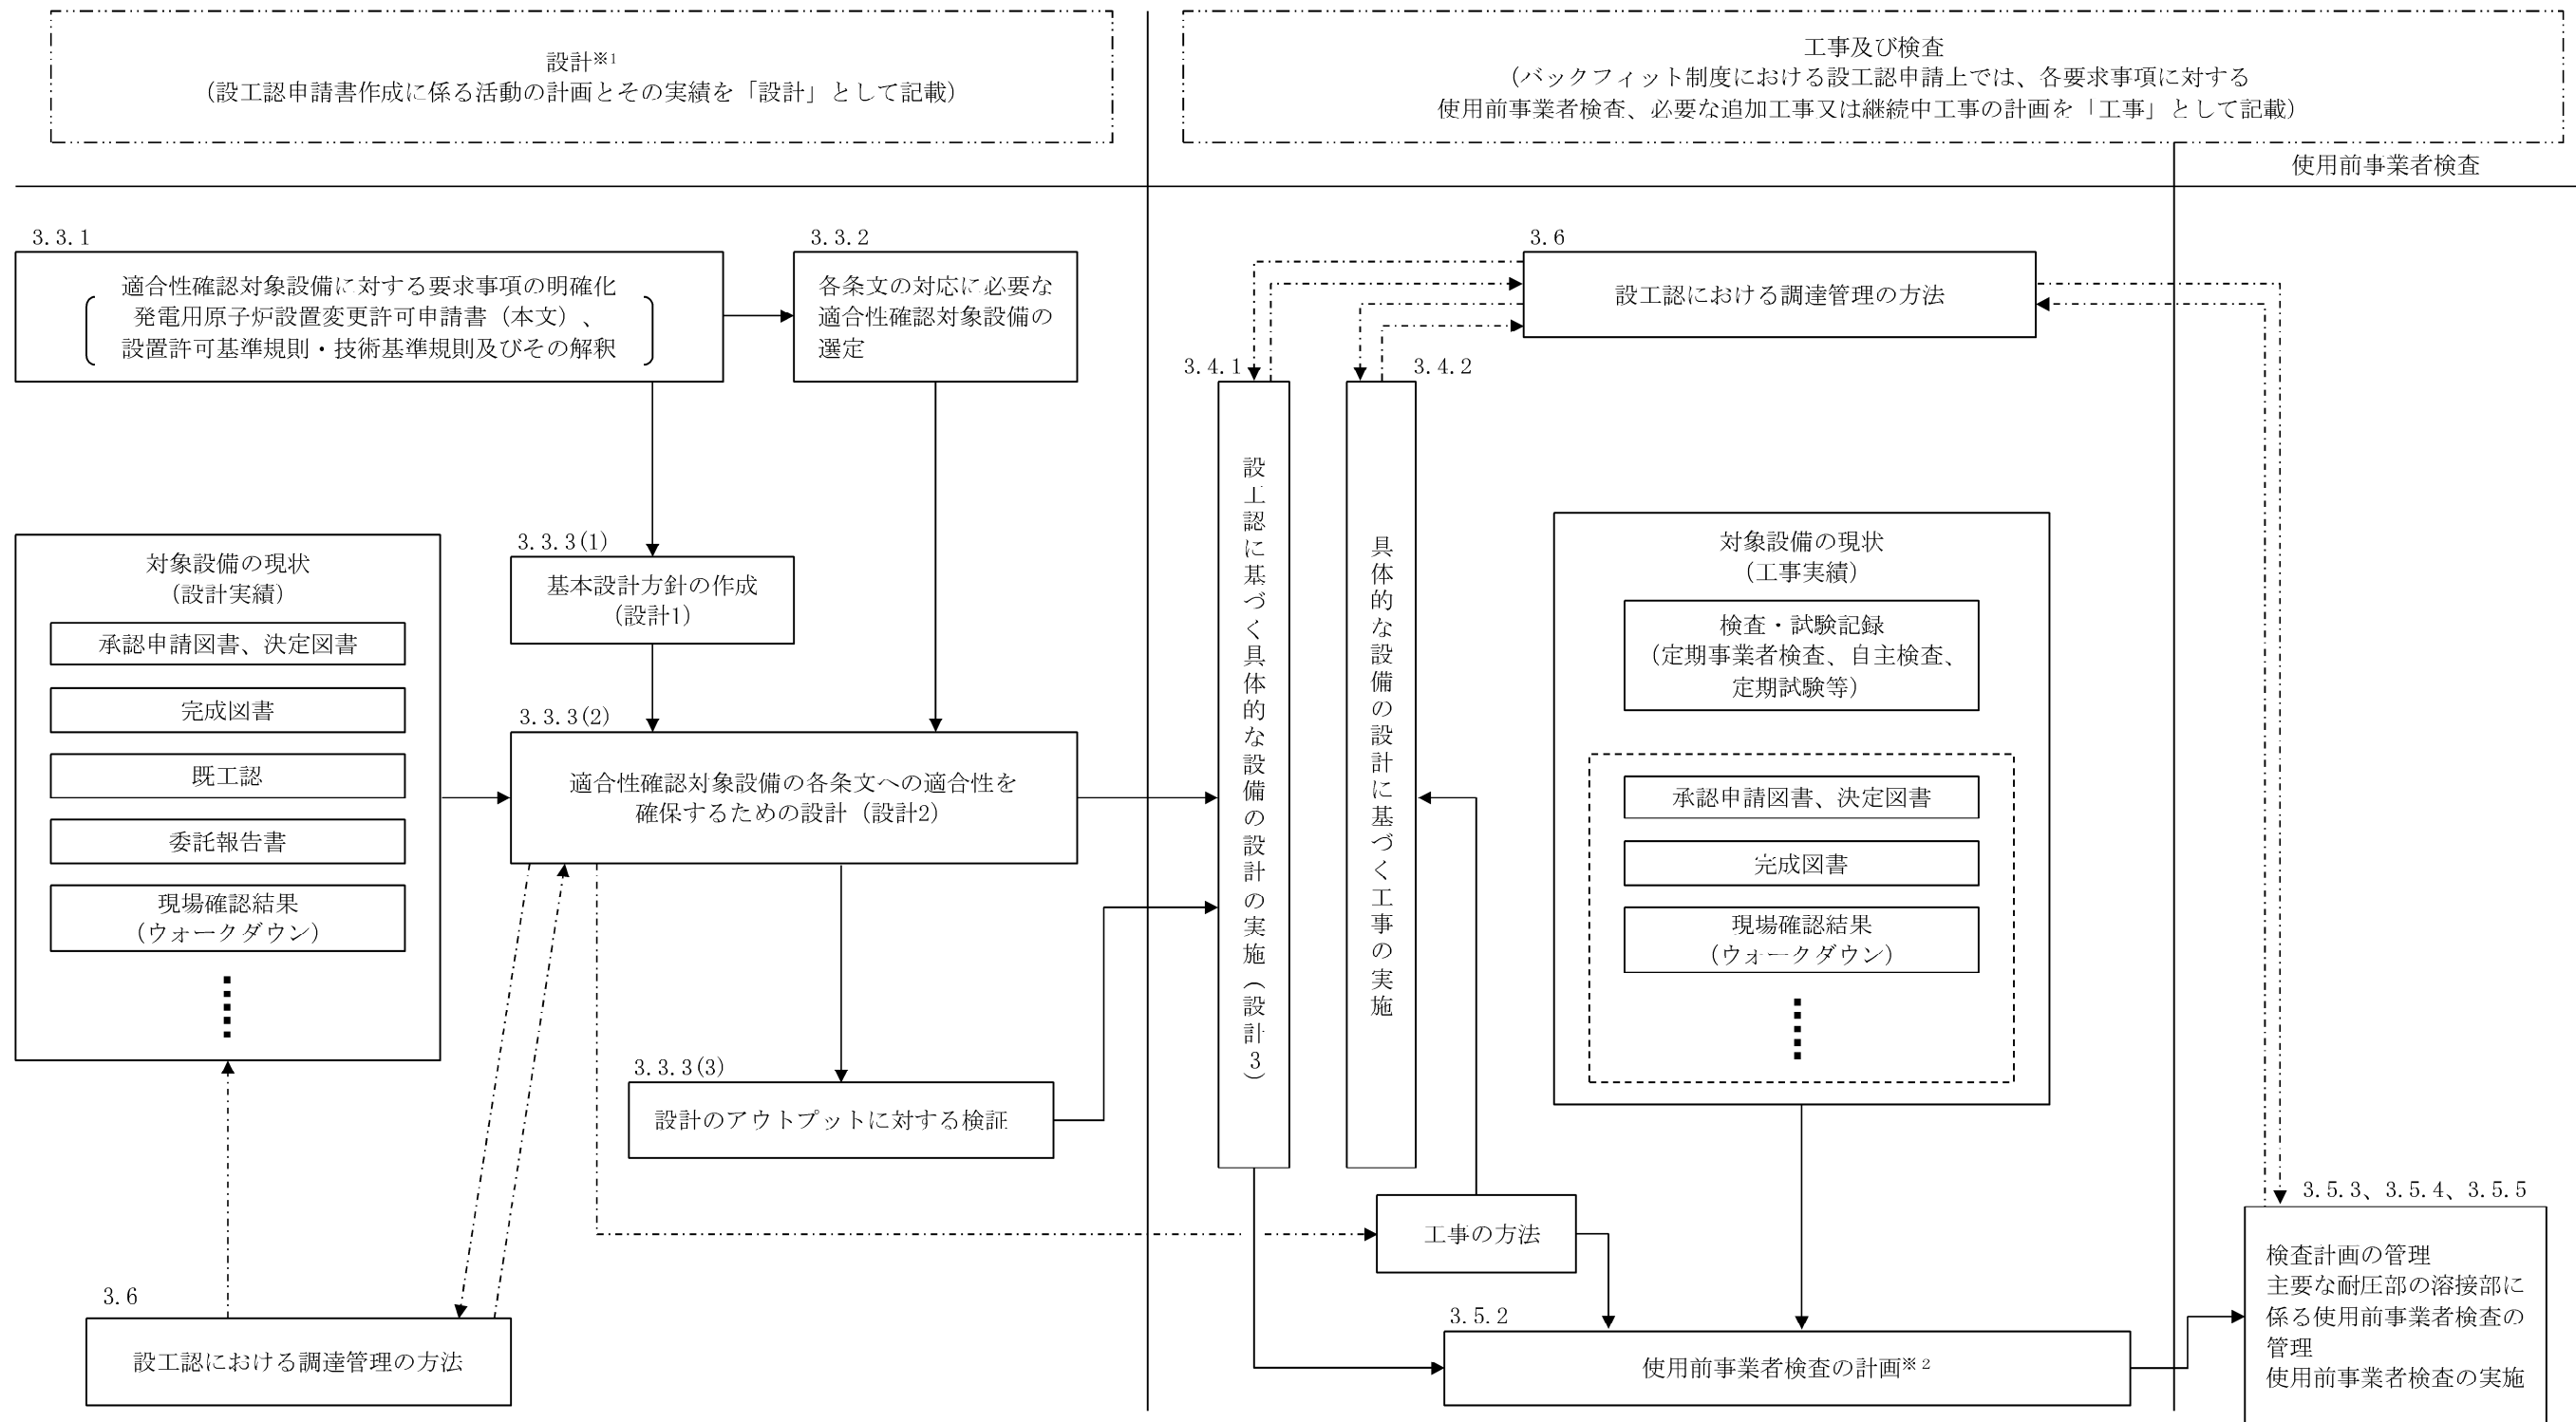 設計※1
（設工認申請書作成に係る活動の計画とその実績を「設計」として記載）
工事及び検査
（バックフィット制度における設工認申請上では、各要求事項に対する
使用前事業者検査、必要な追加工事又は継続中工事の計画を「工事」として記載）
使用前事業者検査
3.3.1
適合性確認対象設備に対する要求事項の明確化
発電用原子炉設置変更許可申請書（本文）、
設置許可基準規則・技術基準規則及びその解釈
3.3.2
各条文の対応に必要な
適合性確認対象設備の
選定
対象設備の現状
（設計実績）
承認申請図書、決定図書
完成図書
既工認
委託報告書
現場確認結果
（ウォークダウン）
3.3.3(1)
基本設計方針の作成
（設計1）
3.3.3(2)
適合性確認対象設備の各条文への適合性を
確保するための設計（設計2）
3.3.3(3)
設計のアウトプットに対する検証
3.6
設工認における調達管理の方法
3.6
設工認における調達管理の方法
3.4.1
設工認に基づく具体的な設備の設計の実施（設計3）
3.4.2
具体的な設備の設計に基づく工事の実施
対象設備の現状
（工事実績）
検査・試験記録
（定期事業者検査、自主検査、
定期試験等）
承認申請図書、決定図書
完成図書
現場確認結果
（ウォークダウン）
工事の方法
3.5.2
使用前事業者検査の計画※2
3.5.3、3.5.4、3.5.5
検査計画の管理
主要な耐圧部の溶接部に
係る使用前事業者検査の
管理
使用前事業者検査の実施